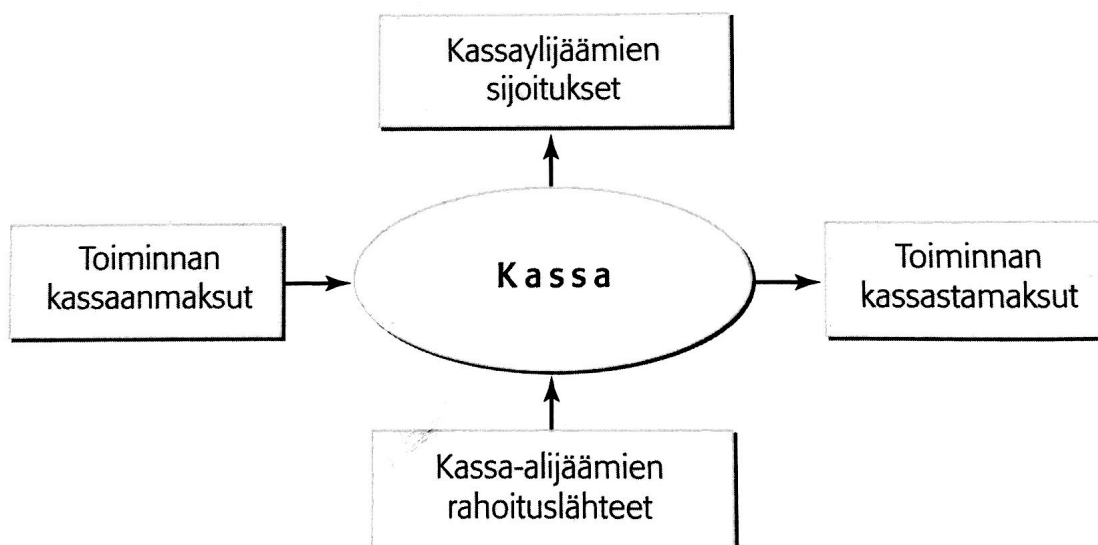 Kassaylijäämien
sijoitukset
Toiminnan
kassaanmaksut
Kassa
Toiminnan
kassastamaksut
Kassa-alijäämien
rahoituslähteet